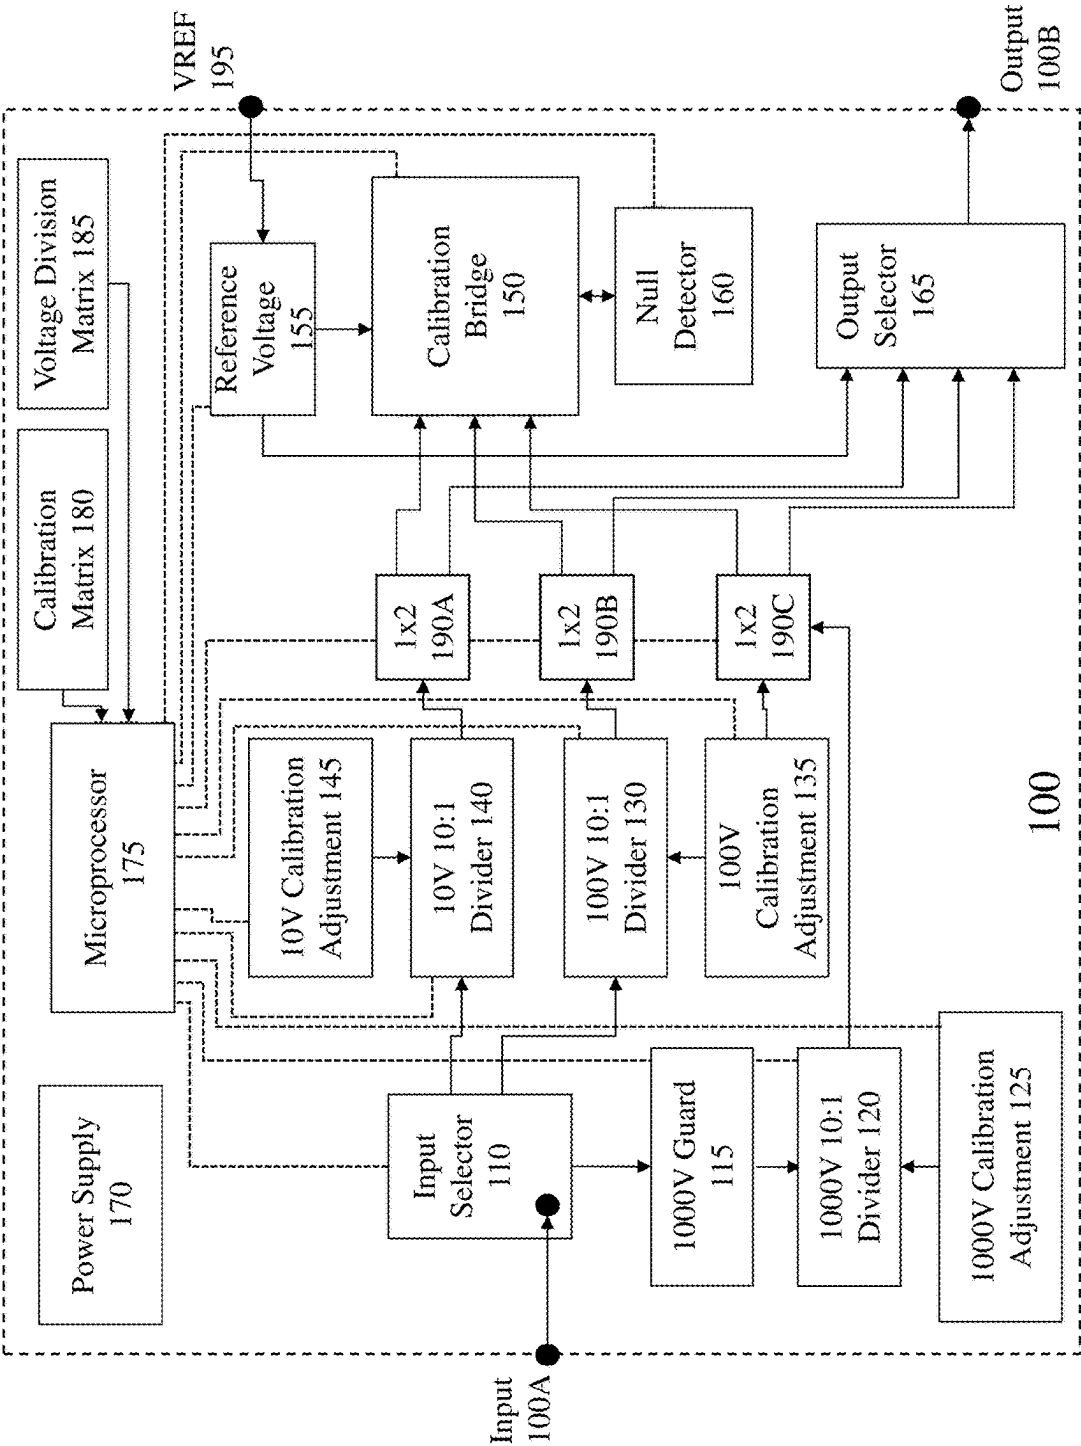 Power Supply
170
Microprocessor
175
Calibration
Matrix 180
Voltage Division
Matrix 185
VREF
195
10V Calibration
Adjustment 145
Reference
Voltage
155
Input
Selector
110
10V 10:1
Divider 140
1x2
190A
Calibration
Bridge
150
Input
100A
100V 10:1
Divider 130
1x2
190B
Null
Detector
160
1000V Guard
115
100V
Calibration
Adjustment 135
1x2
190C
1000V 10:1
Divider 120
Output
Selector
165
1000V Calibration
Adjustment 125
100
Output
100B